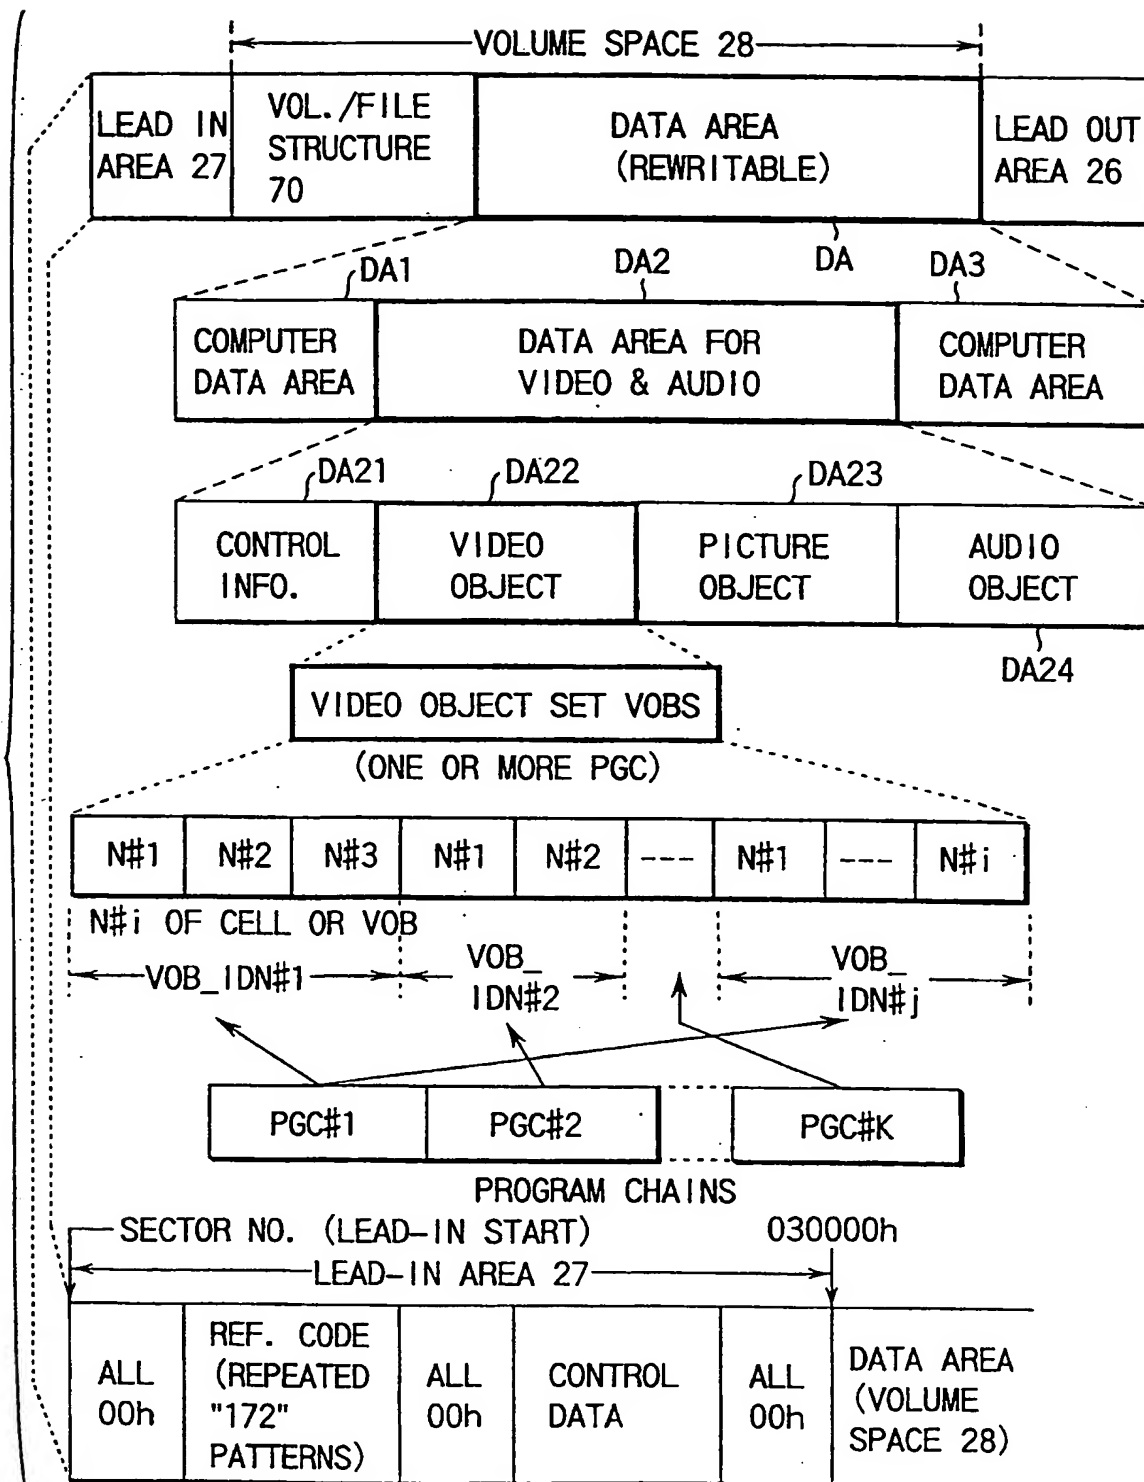 VOLUME SPACE 28
LEAD IN
AREA 27
VOL./FILE
STRUCTURE
70
DATA AREA
(REWRITABLE)
LEAD OUT
AREA 26
DA1
DA2
DA
DA3
COMPUTER
DATA AREA
DATA AREA FOR
VIDEO & AUDIO
COMPUTER
DATA AREA
DA21
DA22
DA23
CONTROL
INFO.
VIDEO
OBJECT
PICTURE
OBJECT
AUDIO
OBJECT
DA24
VIDEO OBJECT SET VOBS
(ONE OR MORE PGC)
N#1 N#2 N#3 N#1 N#2 --- N#1 --- N#i
N#i OF CELL OR VOB
VOB_IDN#1
VOB_
IDN#2
VOB_
IDN#j
PGC#1 PGC#2 PGC#K
PROGRAM CHAINS
SECTOR NO. (LEAD-IN START) 030000h
LEAD-IN AREA 27
ALL
00h
REF. CODE
(REPEATED
"172"
PATTERNS)
ALL
00h
CONTROL
DATA
ALL
00h
DATA AREA
(VOLUME
SPACE 28)